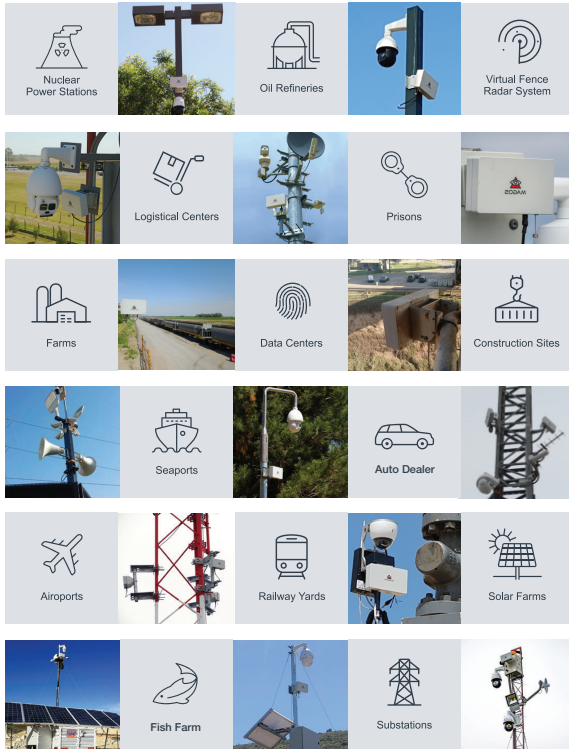 Nuclear
Power Stations
Oil Refineries
Virtual Fence
Radar System
Logistical Centers
Prisons
MAGOS
Farms
Data Centers
Construction Sites
Seaports
Auto Dealer
Airoports
Railway Yards
Solar Farms
Fish Farm
Substations